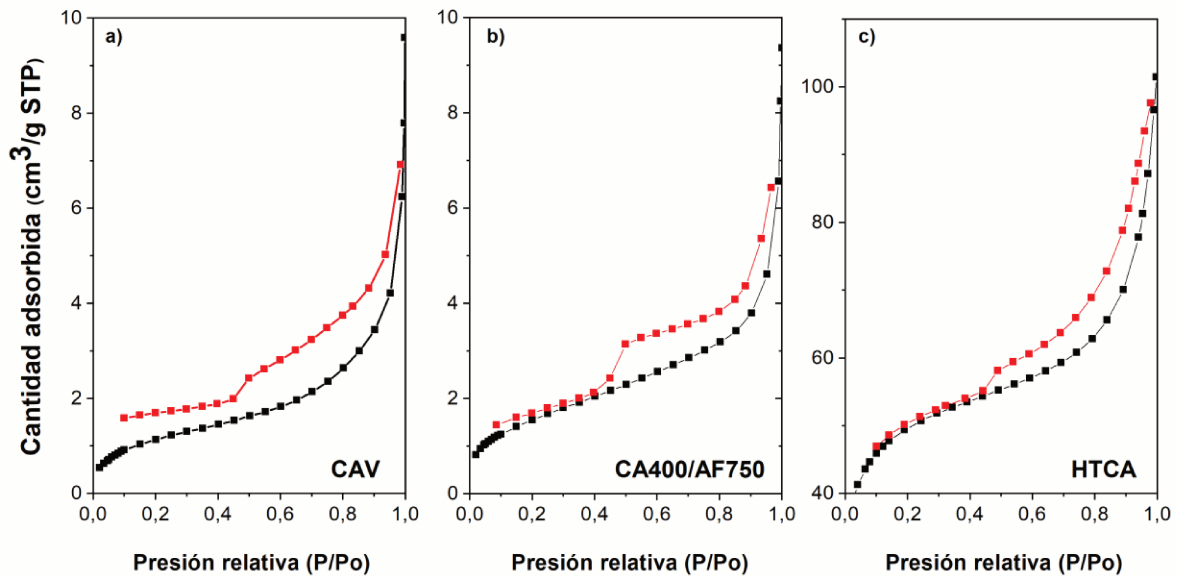 Cantidad adsorbida (cm³/g STP)
a)
10
8
6
4
2
0
CAV
0,0 0,2 0,4 0,6 0,8 1,0
Presión relativa (P/Po)
b)
10
8
6
4
2
0
CA400/AF750
0,0 0,2 0,4 0,6 0,8 1,0
Presión relativa (P/Po)
c)
100
80
60
40
HTCA
0,0 0,2 0,4 0,6 0,8 1,0
Presión relativa (P/Po)